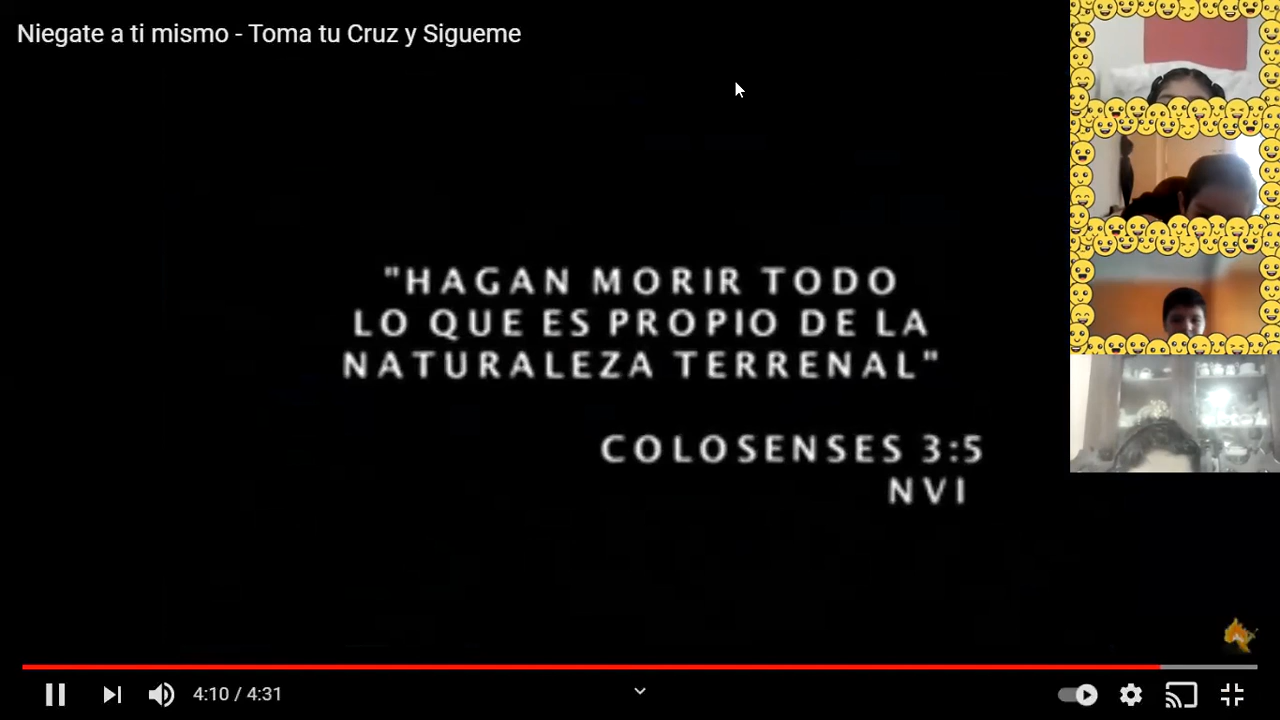 Niegate a ti mismo - Toma tu Cruz y Sigueme
"HAGAN MORIR TODO
LO QUE ES PROPIO DE LA
NATURALEZA TERRENAL"
COLOSENSES 3:5
NVI
4:10 / 4:31